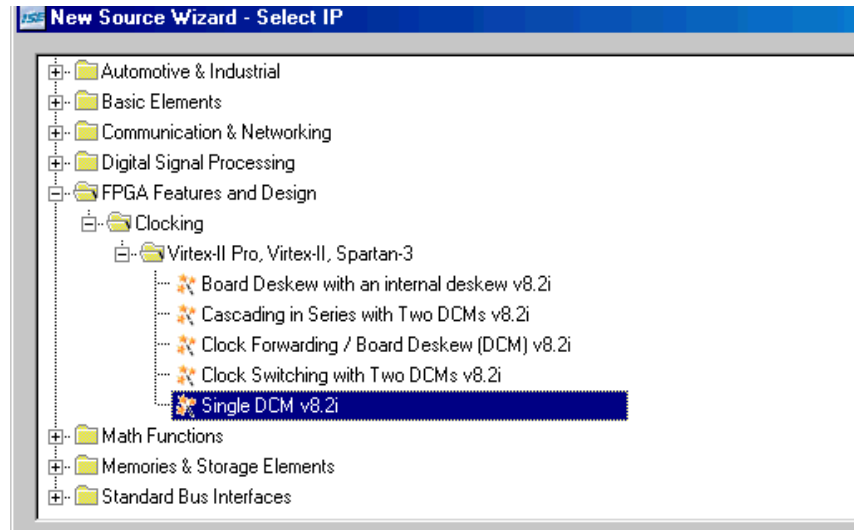 ISE New Source Wizard - Select IP
Automotive & Industrial
Basic Elements
Communication & Networking
Digital Signal Processing
FPGA Features and Design
Clocking
Virtex-II Pro, Virtex-II, Spartan-3
Board Deskew with an internal deskew v8.2i
Cascading in Series with Two DCMs v8.2i
Clock Forwarding / Board Deskew (DCM) v8.2i
Clock Switching with Two DCMs v8.2i
Single DCM v8.2i
Math Functions
Memories & Storage Elements
Standard Bus Interfaces